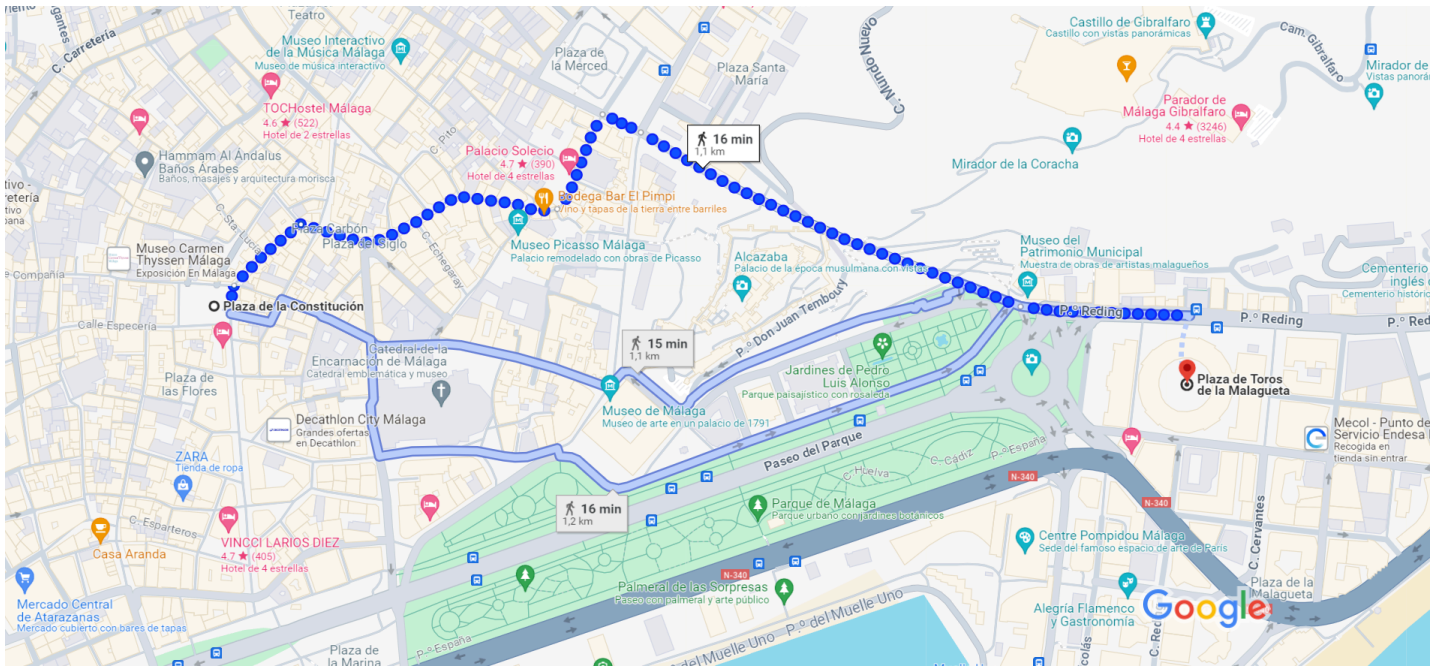 C. Carretería
Teatro
Museo Interactivo
de la Música Málaga
Museo de música interactivo
Plaza de
la Merced
Plaza Santa
María
C. Mundo Nuevo
Castillo de Gibralfaro
Castillo con vistas panorámicas
Cam. Gibralfaro
Mirador de
Vistas panorá
TOCHostel Málaga
4.6 ★ (522)
Hotel de 2 estrellas
C. Pito
Parador de
Málaga Gibralfaro
4.4 ★ (3246)
Hotel de 4 estrellas
16 min
1,1 km
Palacio Solecio
4.7 ★ (390)
Hotel de 4 estrellas
Hammam Al Ándalus
Baños Árabes
Baños, masajes y arquitectura morisca
Mirador de la Coracha
Bodega Bar El Pimpi
Vino y tapas de la tierra entre barriles
C. Sta. Lucía
Plaza Carbón
Plaza del Siglo
C. Echegaray
Museo Picasso Málaga
Palacio remodelado con obras de Picasso
Museo Carmen
Thyssen Málaga
Exposición En Málaga
Alcazaba
Palacio de la época musulmana con vistas
Museo del
Patrimonio Municipal
Muestra de obras de artistas malagueños
Cementerio
inglés
Cementerio histórico
Compañía
Plaza de la Constitución
Calle Especería
P.º Don Juan Temboury
P.º Reding
P.º Reding
P.º Red
15 min
1,1 km
Catedral de la
Encarnación de Málaga
Catedral emblemática y museo
Plaza de
las Flores
Jardines de Pedro
Luis Alonso
Parque paisajístico con rosaleda
Plaza de Toros
de la Malagueta
Museo de Málaga
Museo de arte en un palacio de 1791
Decathlon City Málaga
Grandes ofertas
en Decathlon.
Mecol - Punto de
Servicio Endesa
Recogida en
tienda sin entrar
Paseo del Parque
C. Huelva
C. Cádiz
P.º España
ZARA
Tienda de ropa
N-340
N-340
16 min
1,2 km
Parque de Málaga
Parque urbano con jardines botánicos
C. Esparteros
Casa Aranda
VINCCI LARIOS DIEZ
4.7 ★ (405)
Hotel de 4 estrellas
Centre Pompidou Málaga
Sede del famoso espacio de arte de París
C. Cervantes
N-340
Palmeral de las Sorpresas
Paseo con palmeral y arte público
Mercado Central
de Atarazanas
Mercado cubierto con bares de tapas
Alegría Flamenco
y Gastronomía
Plaza de la
Malagueta
Google
P.º España
Plaza de
la Marina
P.º del Muelle Uno
del Muelle Uno